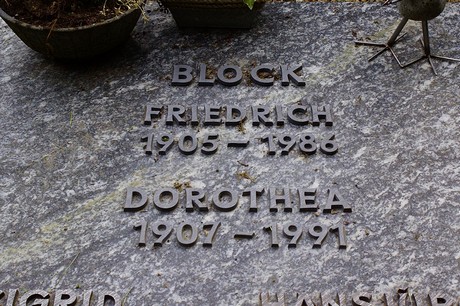 BLOCK
FRIEDRICH
1905 – 1986
DOROTHEA
1907 – 1991